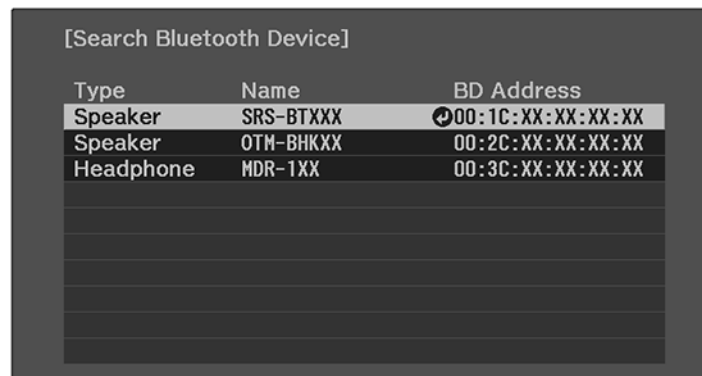 [Search Bluetooth Device]
Type Name BD Address
Speaker SRS-BTXXX 00:1C:XX:XX:XX:XX
Speaker OTM-BHKXX 00:2C:XX:XX:XX:XX
Headphone MDR-1XX 00:3C:XX:XX:XX:XX